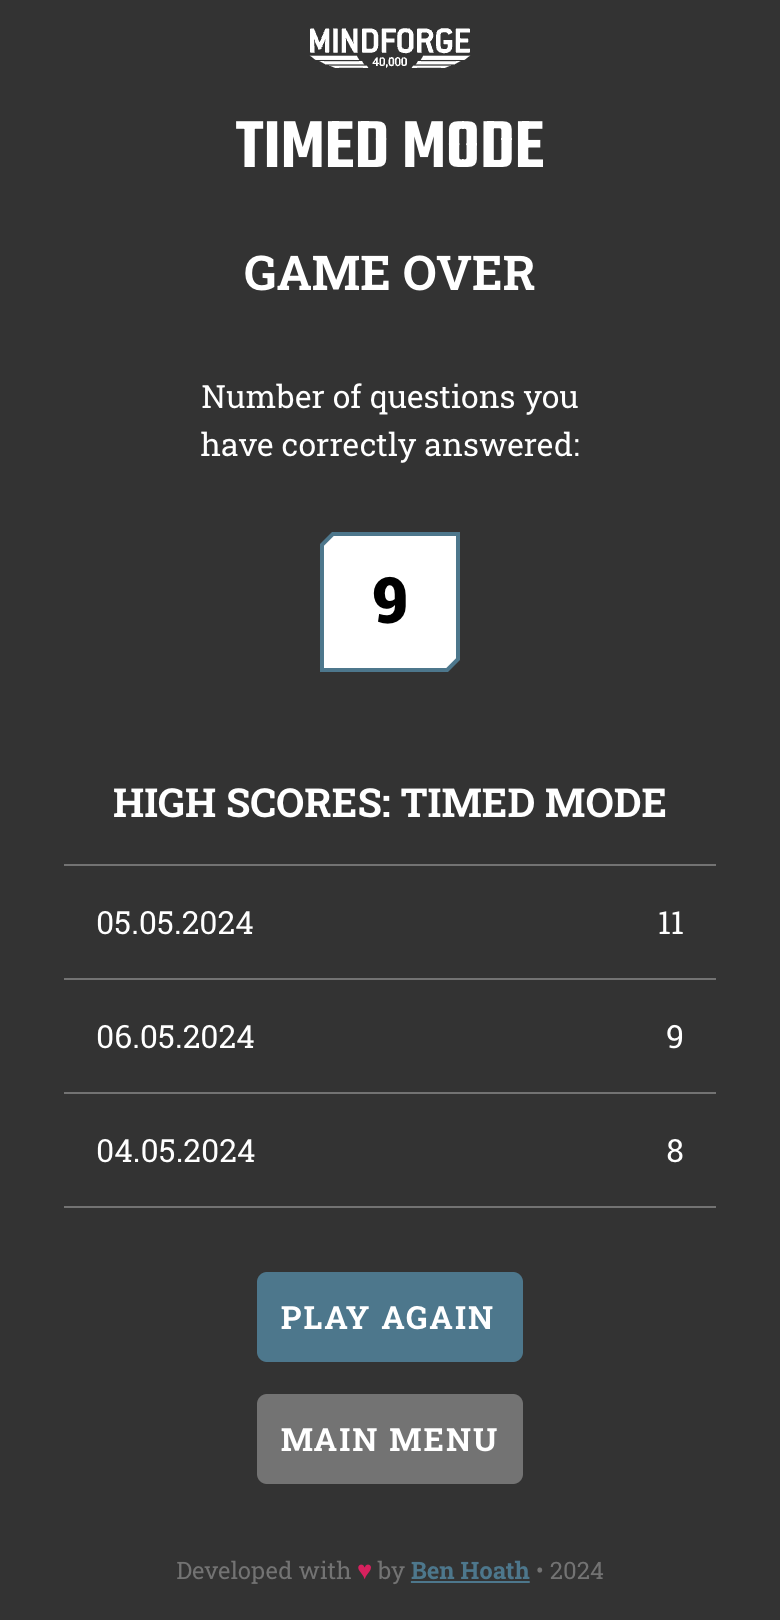 MINDFORGE
40,000
TIMED MODE
GAME OVER
Number of questions you
have correctly answered:
9
HIGH SCORES: TIMED MODE
05.05.2024 11
06.05.2024 9
04.05.2024 8
PLAY AGAIN
MAIN MENU
Developed with ♥ by Ben Hoath • 2024